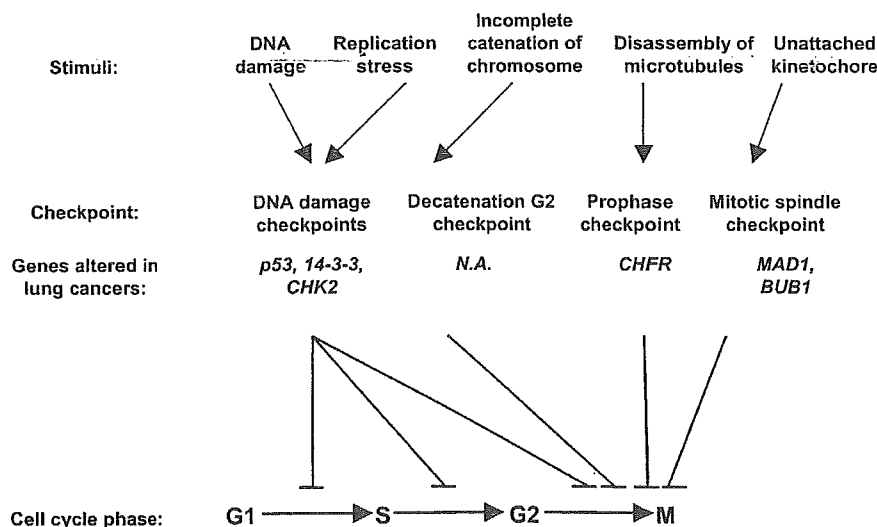 Stimuli:
DNA damage
Replication stress
Incomplete catenation of chromosome
Disassembly of microtubules
Unattached kinetochore
Checkpoint:
DNA damage checkpoints
Decatenation G2 checkpoint
Prophase checkpoint
Mitotic spindle checkpoint
Genes altered in lung cancers:
p53, 14-3-3, CHK2
N.A.
CHFR
MAD1, BUB1
Cell cycle phase:
G1
S
G2
M